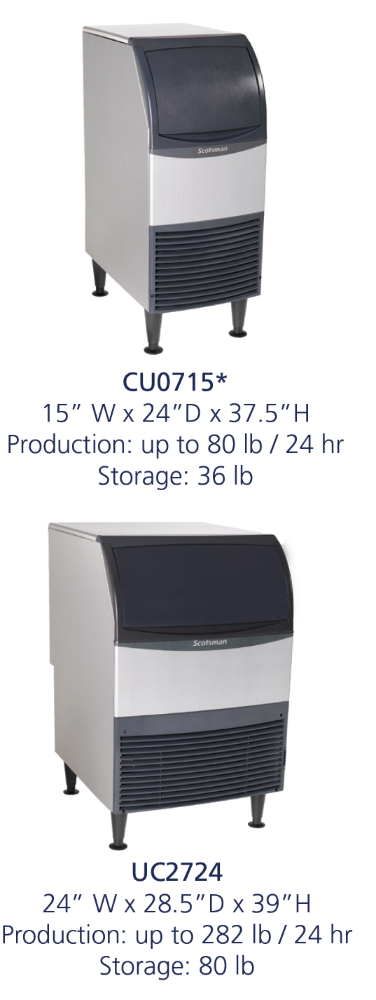 Scotsman
CU0715*
15” W x 24”D x 37.5”H
Production: up to 80 lb / 24 hr
Storage: 36 lb
Scotsman
UC2724
24” W x 28.5”D x 39”H
Production: up to 282 lb / 24 hr
Storage: 80 lb